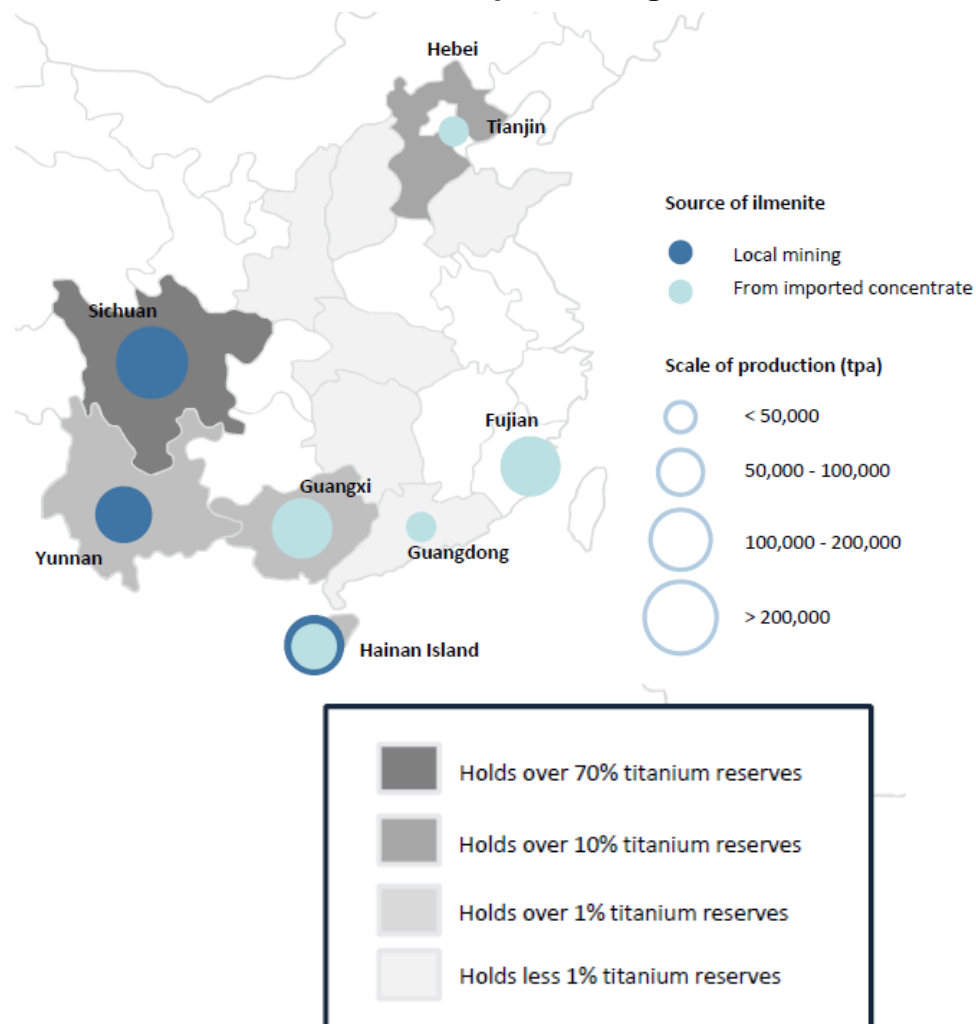 Hebei
Tianjin
Source of ilmenite
Local mining
From imported concentrate
Sichuan
Scale of production (tpa)
< 50,000
Fujian
50,000 - 100,000
Guangxi
100,000 - 200,000
Guangdong
Yunnan
> 200,000
Hainan Island
Holds over 70% titanium reserves
Holds over 10% titanium reserves
Holds over 1% titanium reserves
Holds less 1% titanium reserves